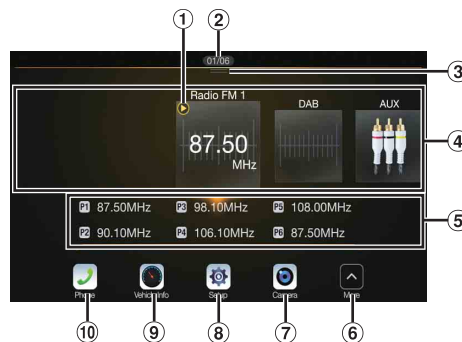 1
2
01/06
3
Radio FM 1
DAB
AUX
87.50
MHz
4
P1 87.50MHz P3 98.10MHz P5 108.00MHz
P2 90.10MHz P4 106.10MHz P6 87.50MHz
5
Phone Vehicle Info Setup Camera More
10 9 8 7 6